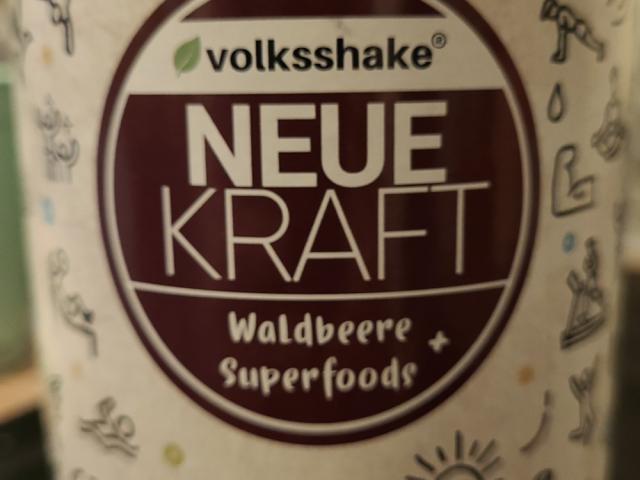 volksshake®
NEUE
KRAFT
Waldbeere +
Superfoods